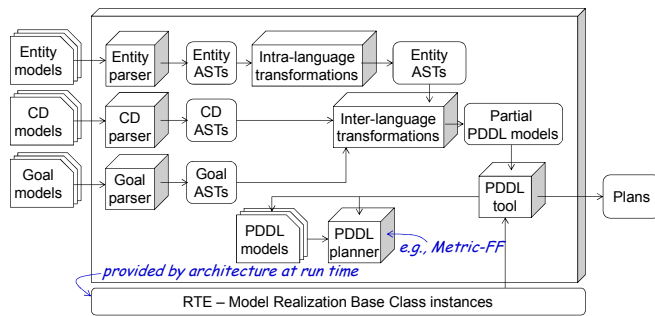 Entity
models
Entity
parser
Entity
ASTs
Intra-language
transformations
Entity
ASTs
CD
models
CD
parser
CD
ASTs
Inter-language
transformations
Partial
PDDL models
Goal
models
Goal
parser
Goal
ASTs
PDDL
tool
Plans
PDDL
models
PDDL
planner
e.g., Metric-FF
provided by architecture at run time
RTE – Model Realization Base Class instances